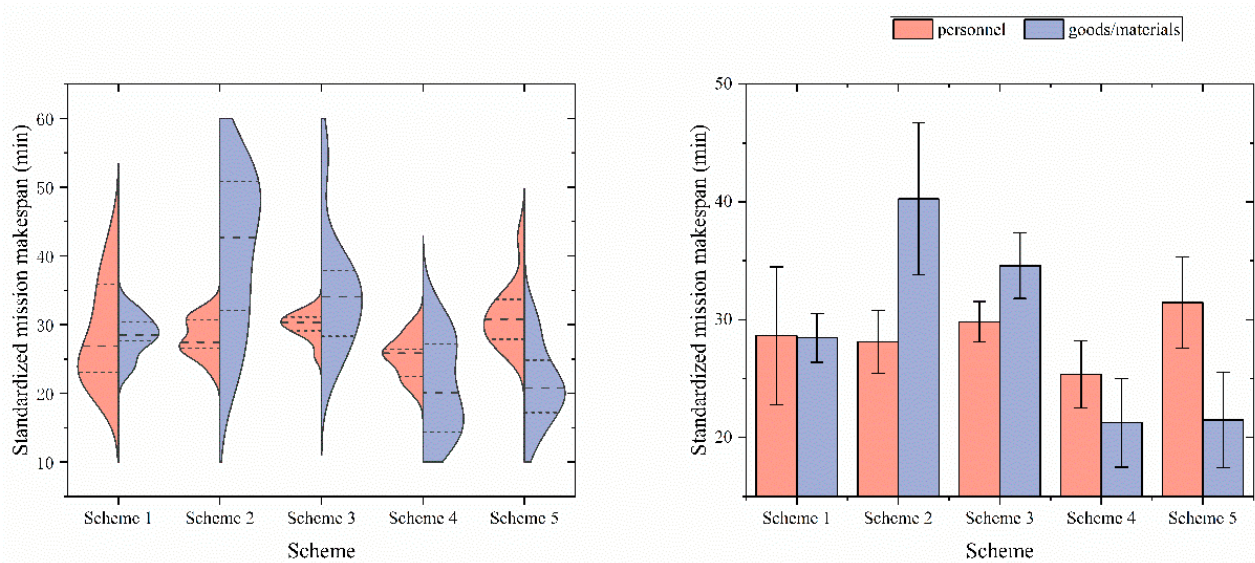 personnel goods/materials
Standardized mission makespan (min)
60
50
40
30
20
10
Scheme 1 Scheme 2 Scheme 3 Scheme 4 Scheme 5
Scheme
Standardized mission makespan (min)
50
40
30
20
Scheme 1 Scheme 2 Scheme 3 Scheme 4 Scheme 5
Scheme